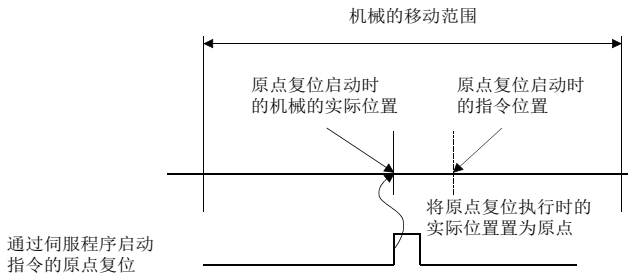 机械的移动范围
原点复位启动时
的机械的实际位置
原点复位启动时
的指令位置
将原点复位执行时的
实际位置置为原点
通过伺服程序启动
指令的原点复位